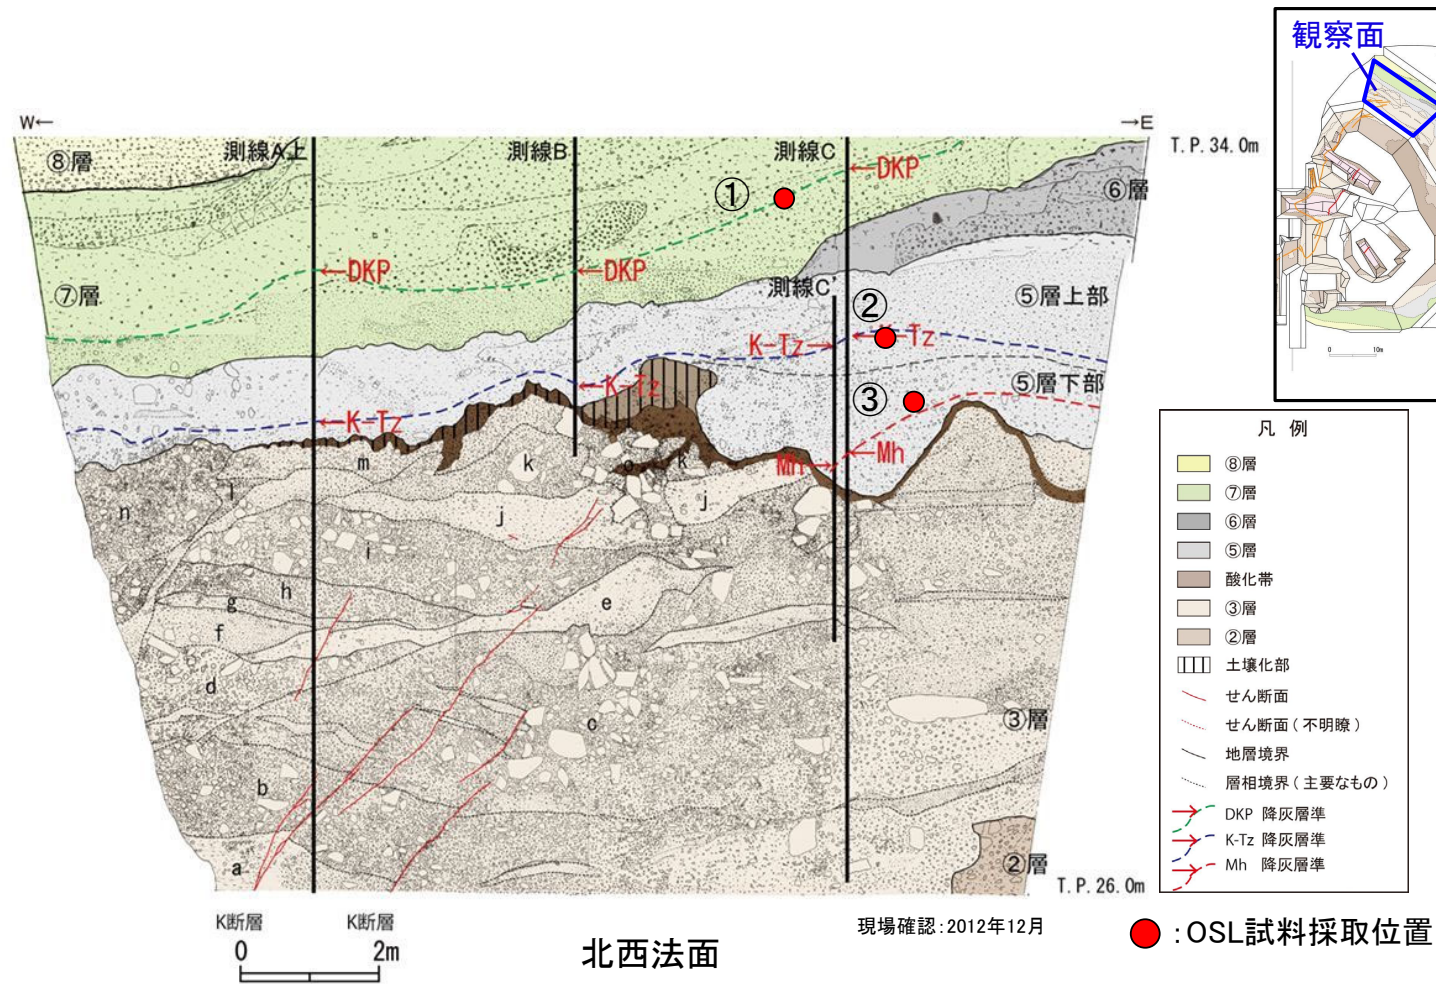 観察面
0 10m
W←
→E
T.P.34.0m
⑧層
測線A上
測線B
測線C
←DKP
①
⑥層
←DKP
←DKP
⑦層
測線C'
⑤層上部
②
K-Tz→
←K-Tz
⑤層下部
←K-Tz
③
←K-Tz
←Mh
Mh→
m
k
o
k
l
n
j
j
i
h
g
e
f
d
c
③層
b
a
②層
T.P.26.0m
凡 例
⑧層
⑦層
⑥層
⑤層
酸化帯
③層
②層
土壌化部
せん断面
せん断面(不明瞭)
地層境界
層相境界(主要なもの)
DKP 降灰層準
K-Tz 降灰層準
Mh 降灰層準
K断層
K断層
0 2m
北西法面
現場確認:2012年12月
:OSL試料採取位置